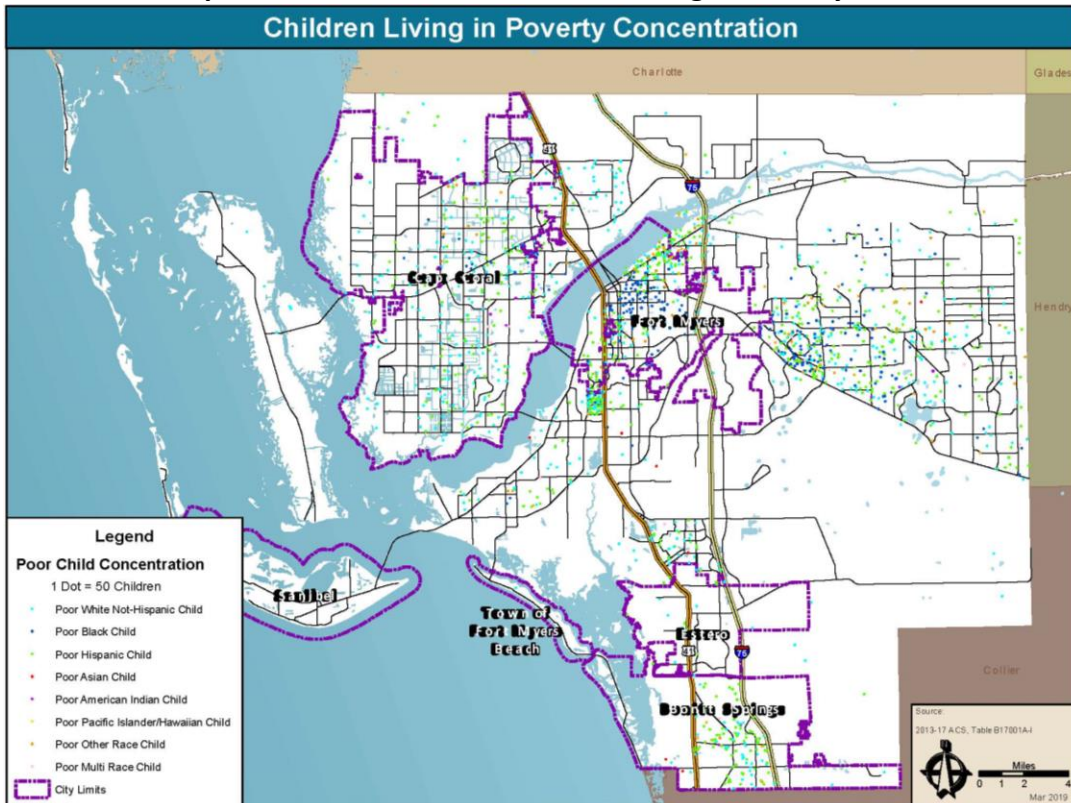 Children Living in Poverty Concentration
Charlotte
Glades
41
75
Cape Coral
Hendry
Fort Myers
Legend
Poor Child Concentration
1 Dot = 50 Children
Poor White Not-Hispanic Child
Poor Black Child
Poor Hispanic Child
Poor Asian Child
Poor American Indian Child
Poor Pacific Islander/Hawaiian Child
Poor Other Race Child
Poor Multi Race Child
City Limits
Sanibel
Town of
Fort Myers
Beach
Estero
41
75
Collier
Bonita Springs
Source:
2013-17 ACS, Table B17001A-I
N
Miles
0 1 2 4
Mar 2019